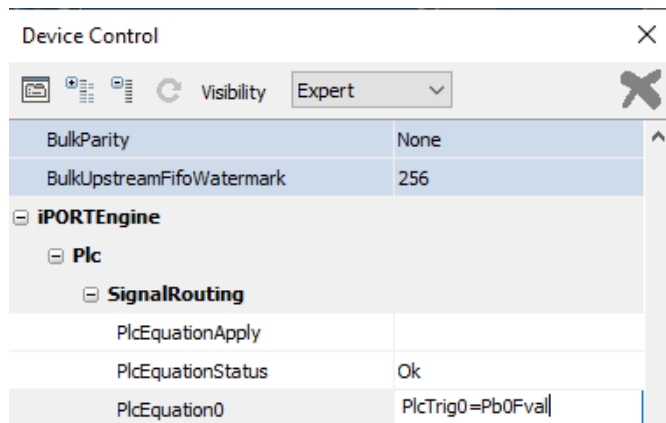 Device Control
Visibility Expert
BulkParity None
BulkUpstreamFifoWatermark 256
iPORTEngine
Plc
SignalRouting
PlcEquationApply
PlcEquationStatus Ok
PlcEquation0 PlcTrig0=Pb0Fval